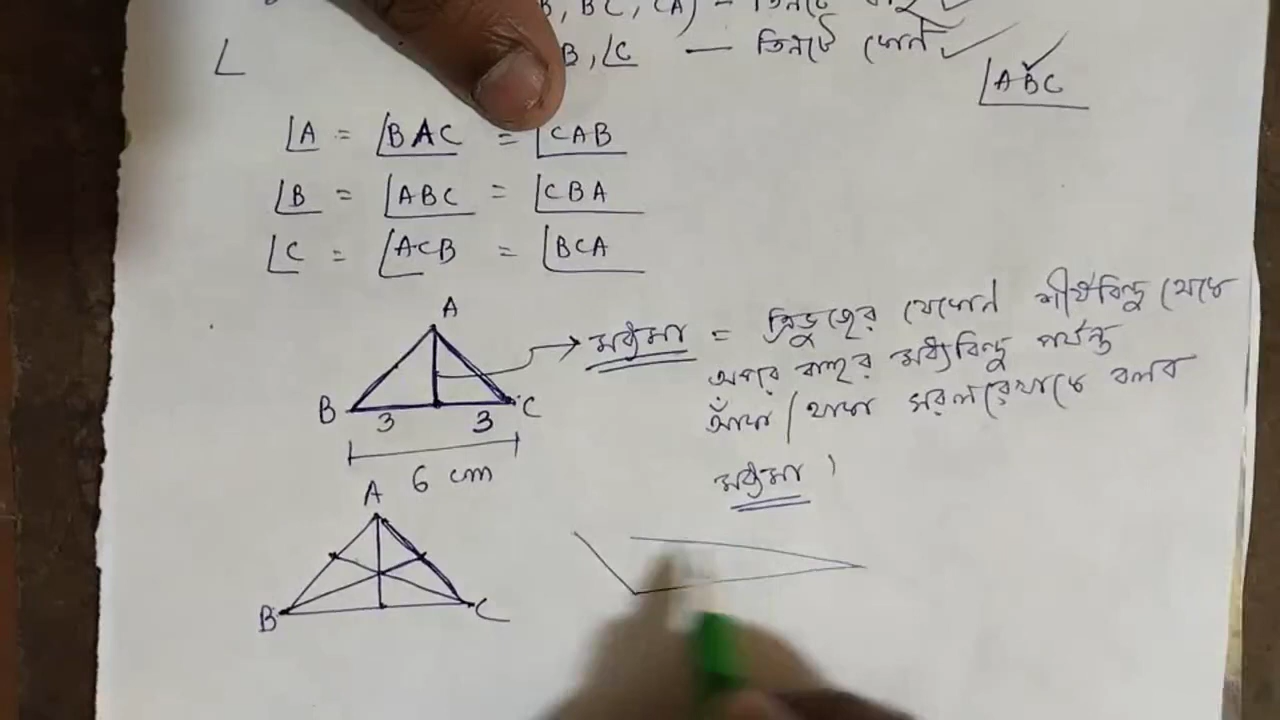 B, BC, CA) – তিনটে
B, ∠C — তিনটে কোন
∠ABC
∠A = ∠BAC = ∠CAB
∠B = ∠ABC = ∠CBA
∠C = ∠ACB = ∠BCA
A
B
C
3
3
6 cm
মধ্যমা = ত্রিভুজের যেকোন শীর্ষবিন্দু থেকে
অপর বাহুর মধ্যবিন্দু পর্যন্ত
আঁকা / থাকা সরলরেখাকে বলব
মধ্যমা ।
A
B
C